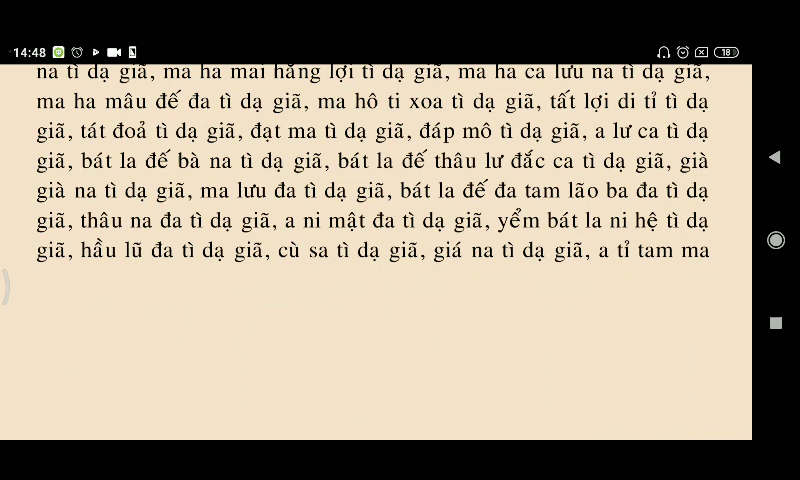 14:48 18
na tì dạ giã, ma ha mai hằng lợi tì dạ giã, ma ha ca lưu na tì dạ giã,
ma ha mâu đế đa tì dạ giã, ma hô ti xoa tì dạ giã, tất lợi di tỉ tì dạ
giã, tát đoả tì dạ giã, đạt ma tì dạ giã, đáp mô tì dạ giã, a lư ca tì dạ
giã, bát la đế bà na tì dạ giã, bát la đế thâu lư đắc ca tì dạ giã, già
già na tì dạ giã, ma lưu đa tì dạ giã, bát la đế đa tam lão ba đa tì dạ
giã, thâu na đa tì dạ giã, a ni mật đa tì dạ giã, yểm bát la ni hệ tì dạ
giã, hầu lũ đa tì dạ giã, cù sa tì dạ giã, giá na tì dạ giã, a tỉ tam ma